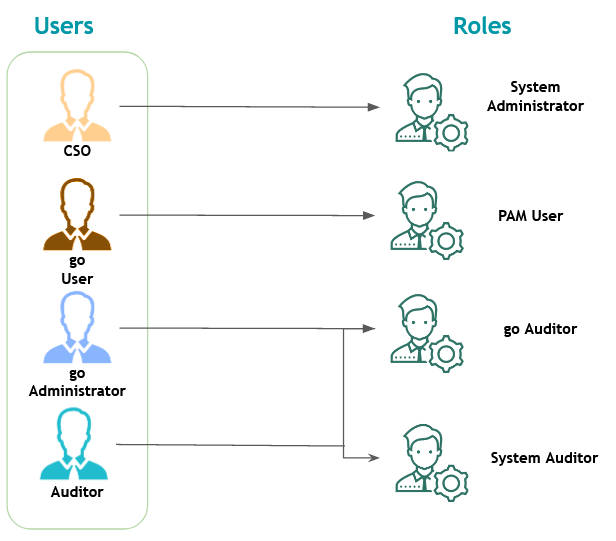 Users
Roles
CSO
System
Administrator
go
User
PAM User
go
Administrator
go Auditor
Auditor
System Auditor